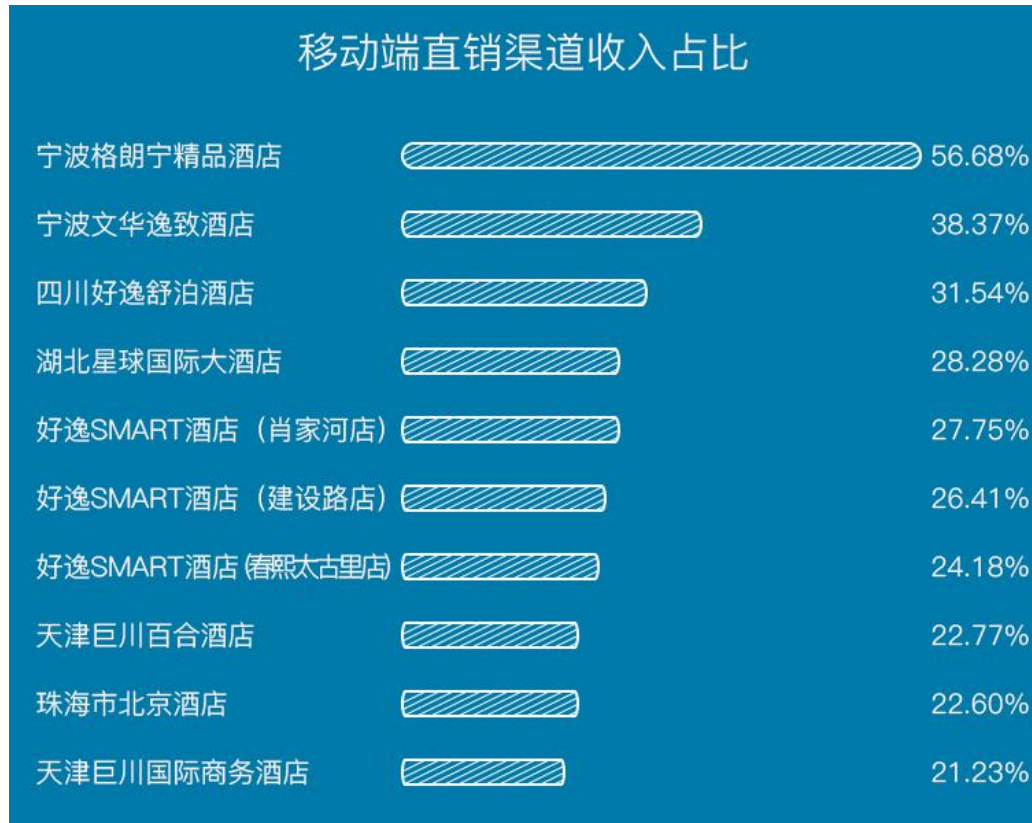 移动端直销渠道收入占比
宁波格朗宁精品酒店 56.68%
宁波文华逸致酒店 38.37%
四川好逸舒泊酒店 31.54%
湖北星球国际大酒店 28.28%
好逸SMART酒店（肖家河店） 27.75%
好逸SMART酒店（建设路店） 26.41%
好逸SMART酒店(春熙太古里店) 24.18%
天津巨川百合酒店 22.77%
珠海市北京酒店 22.60%
天津巨川国际商务酒店 21.23%